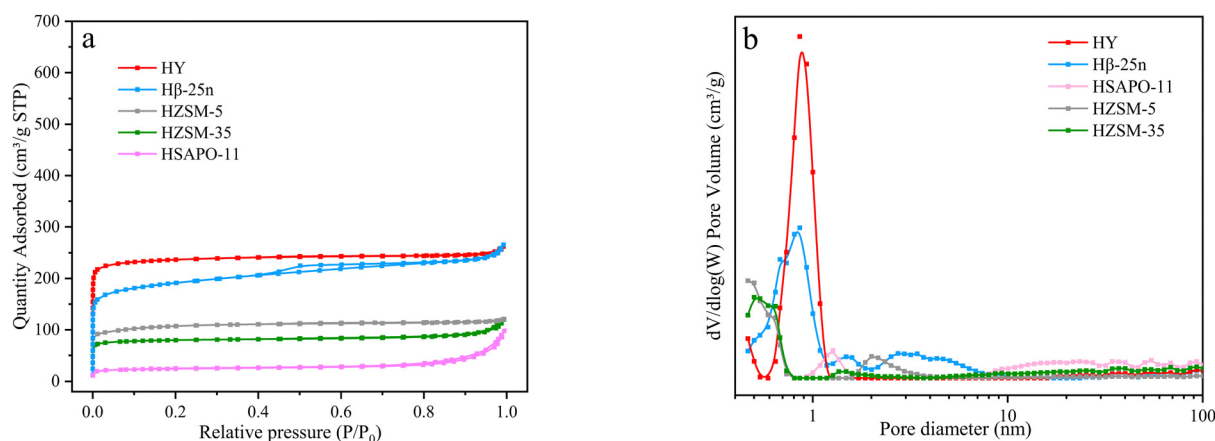 a
700
600
500
400
300
200
100
0
0.0 0.2 0.4 0.6 0.8 1.0
Quantity Adsorbed (cm³/g STP)
Relative pressure (P/P₀)
HY
Hβ-25n
HZSM-5
HZSM-35
HSAPO-11
b
dV/dlog(W) Pore Volume (cm³/g)
HY
Hβ-25n
HSAPO-11
HZSM-5
HZSM-35
1 10 100
Pore diameter (nm)